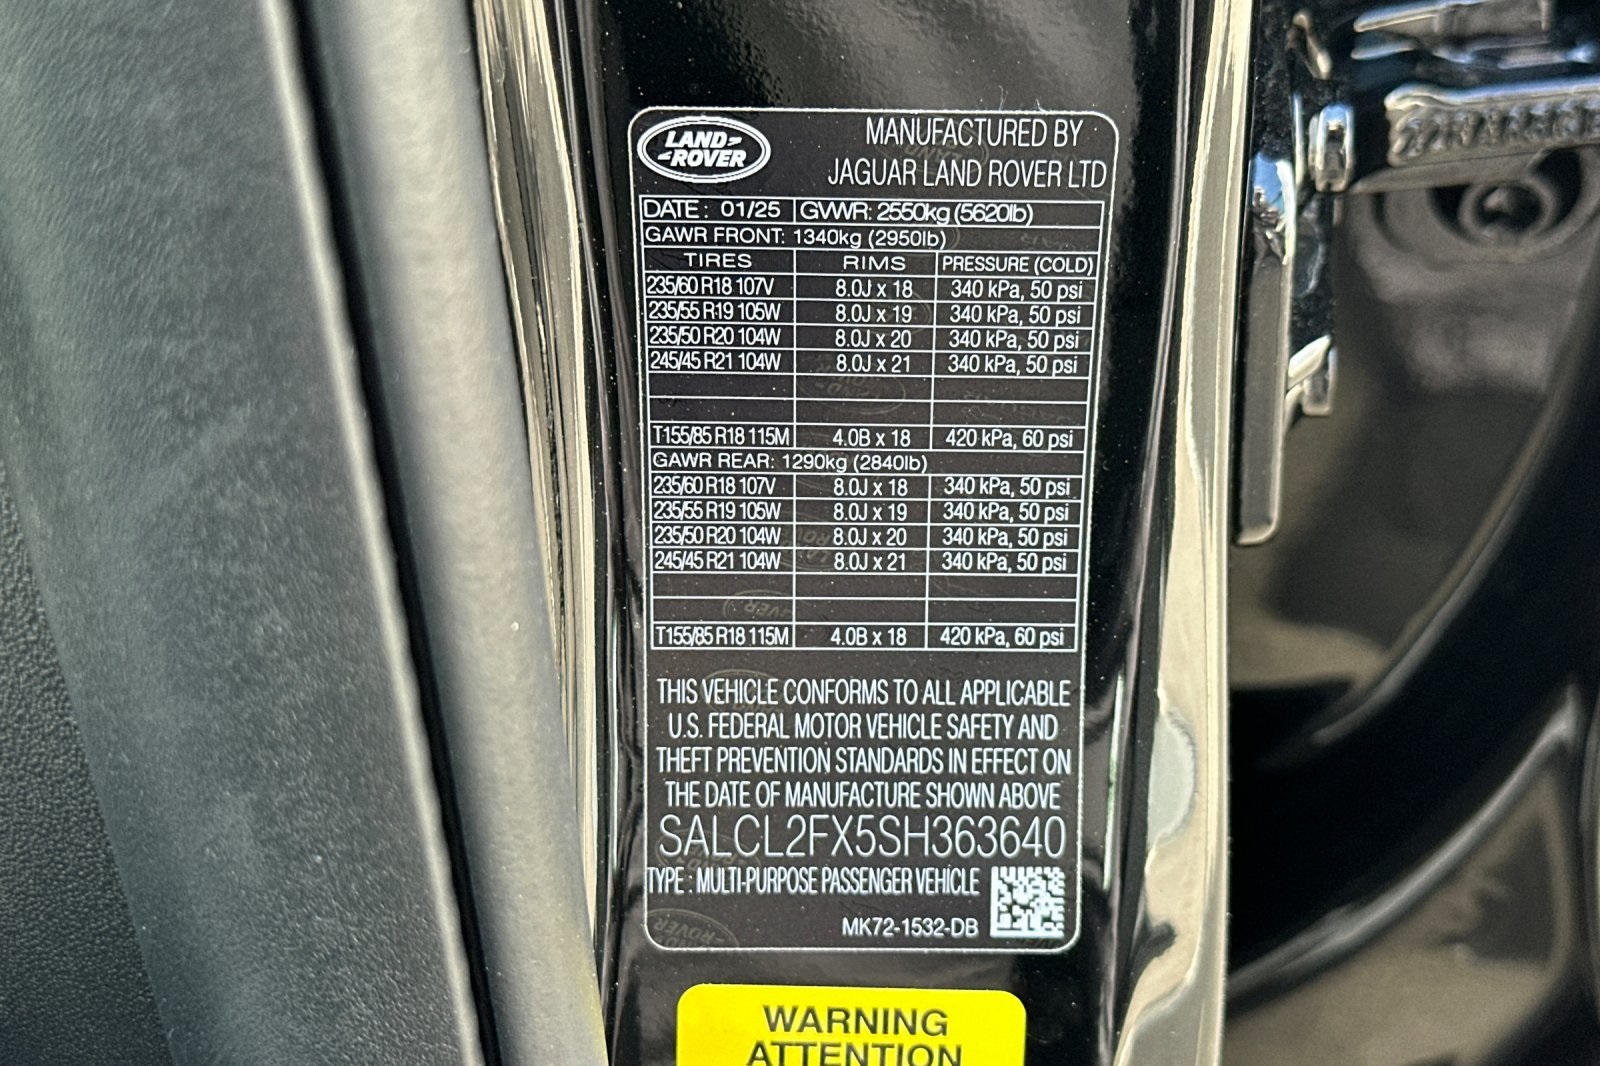 LAND ROVER
MANUFACTURED BY
JAGUAR LAND ROVER LTD
DATE: 01/25 GVWR: 2550kg (5620lb)
GAWR FRONT: 1340kg (2950lb)
TIRES RIMS PRESSURE (COLD)
235/60 R18 107V 8.0J x 18 340 kPa, 50 psi
235/55 R19 105W 8.0J x 19 340 kPa, 50 psi
235/50 R20 104W 8.0J x 20 340 kPa, 50 psi
245/45 R21 104W 8.0J x 21 340 kPa, 50 psi
T155/85 R18 115M 4.0B x 18 420 kPa, 60 psi
GAWR REAR: 1290kg (2840lb)
235/60 R18 107V 8.0J x 18 340 kPa, 50 psi
235/55 R19 105W 8.0J x 19 340 kPa, 50 psi
235/50 R20 104W 8.0J x 20 340 kPa, 50 psi
245/45 R21 104W 8.0J x 21 340 kPa, 50 psi
T155/85 R18 115M 4.0B x 18 420 kPa, 60 psi
THIS VEHICLE CONFORMS TO ALL APPLICABLE
U.S. FEDERAL MOTOR VEHICLE SAFETY AND
THEFT PREVENTION STANDARDS IN EFFECT ON
THE DATE OF MANUFACTURE SHOWN ABOVE
SALCL2FX5SH363640
TYPE : MULTI-PURPOSE PASSENGER VEHICLE
MK72-1532-DB
WARNING
ATTENTION